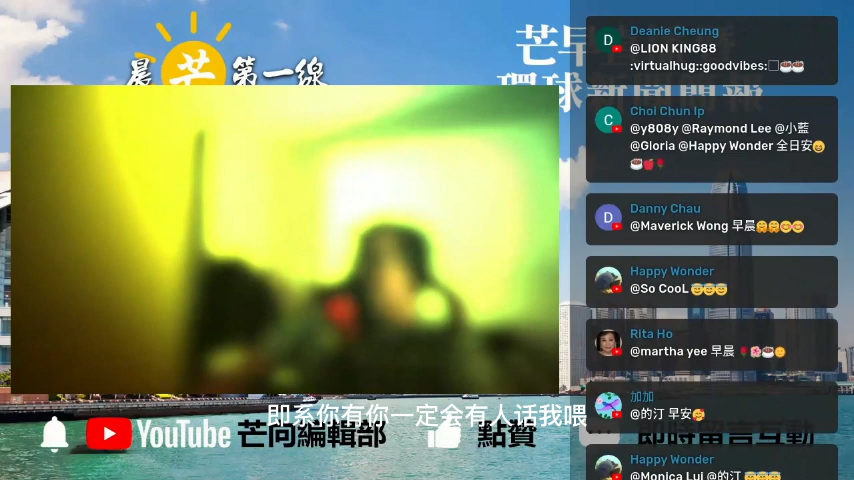 晨芒第一線
芒早
環球新聞簡報
即系你有你一定会有人话我喂
YouTube 芒向編輯部
點贊
即時留言互動
Deanie Cheung
@LION KING88
:virtualhug::goodvibes:
Choi Chun Ip
@y808y @Raymond Lee @小藍
@Gloria @Happy Wonder 全日安
Danny Chau
@Maverick Wong 早晨
Happy Wonder
@So CooL
Rita Ho
@martha yee 早晨
加加
@的汀 早安
Happy Wonder
@Monica Lui @的汀